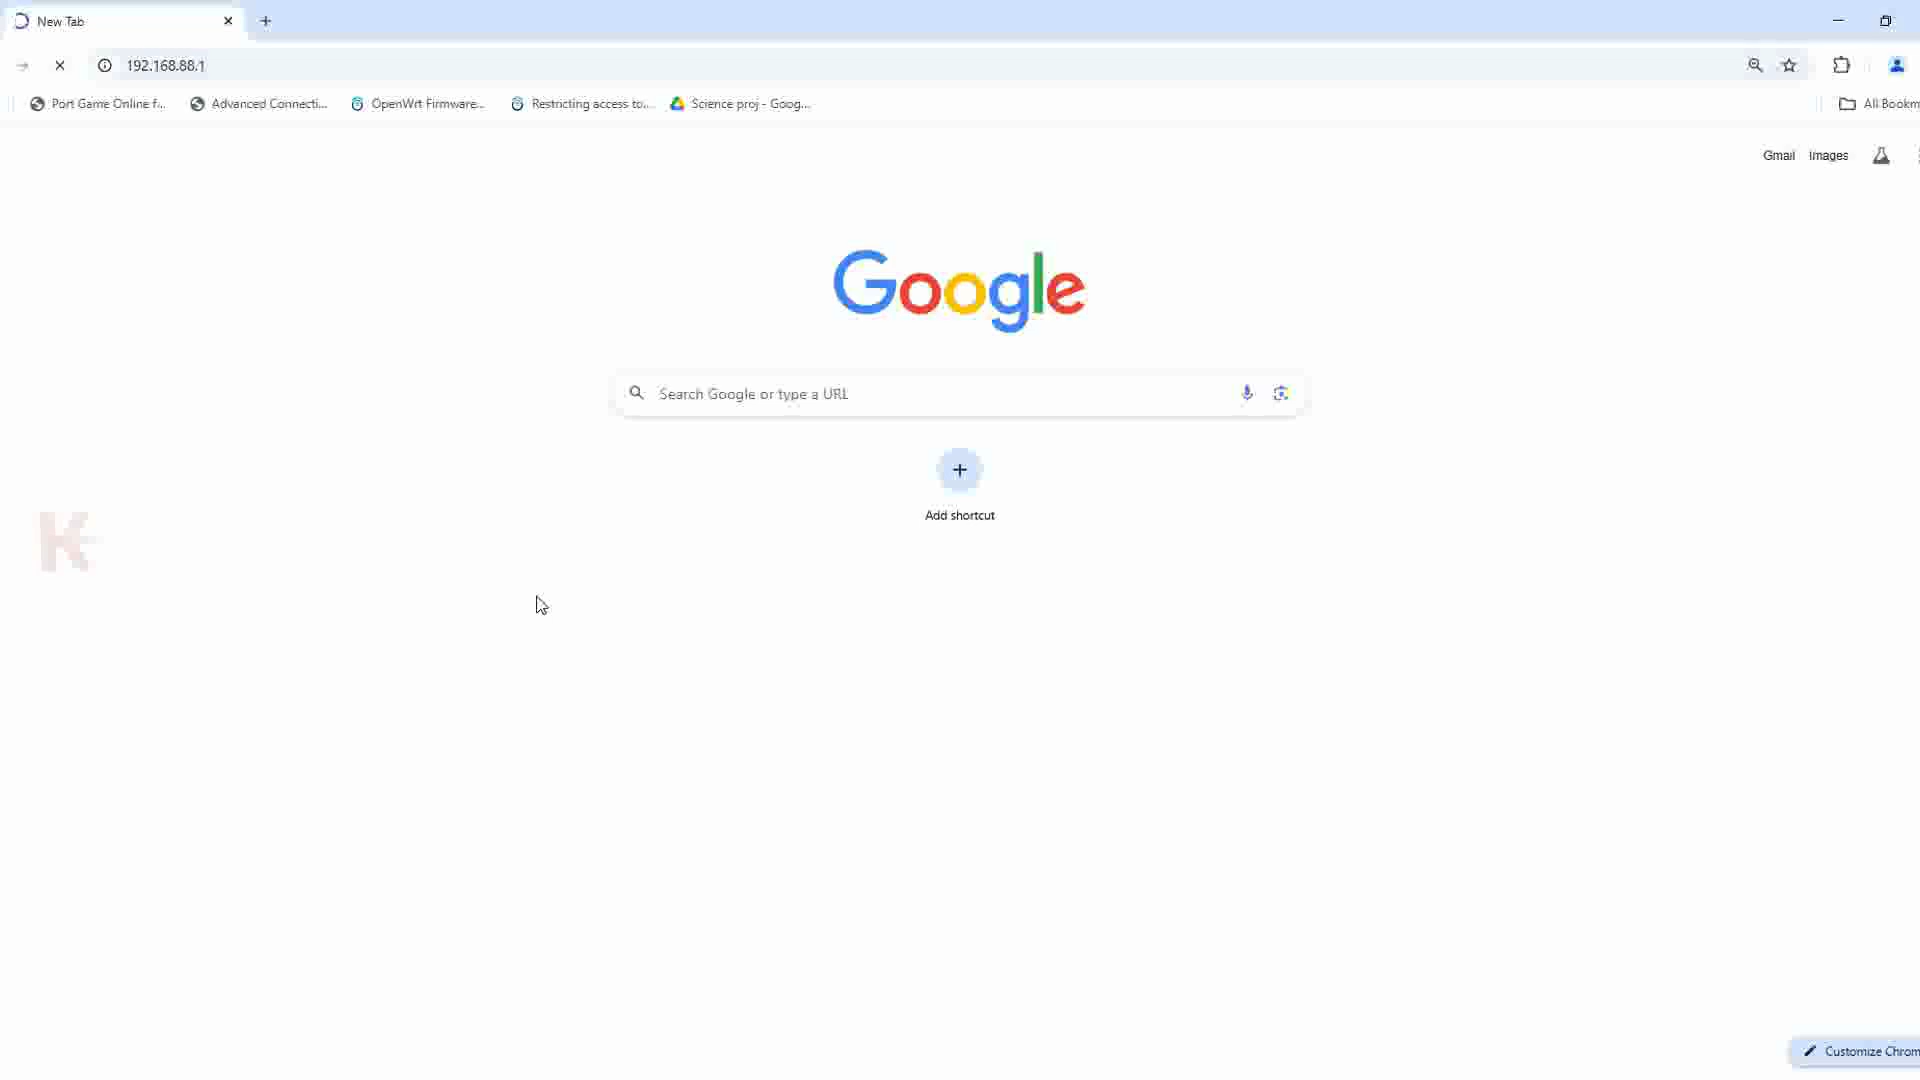 New Tab
192.168.88.1
Port Game Online f...
Advanced Connecti...
OpenWrt Firmware...
Restricting access to...
Science proj - Goog...
All Bookm
Gmail
Images
Google
Search Google or type a URL
Add shortcut
K
Customize Chrom